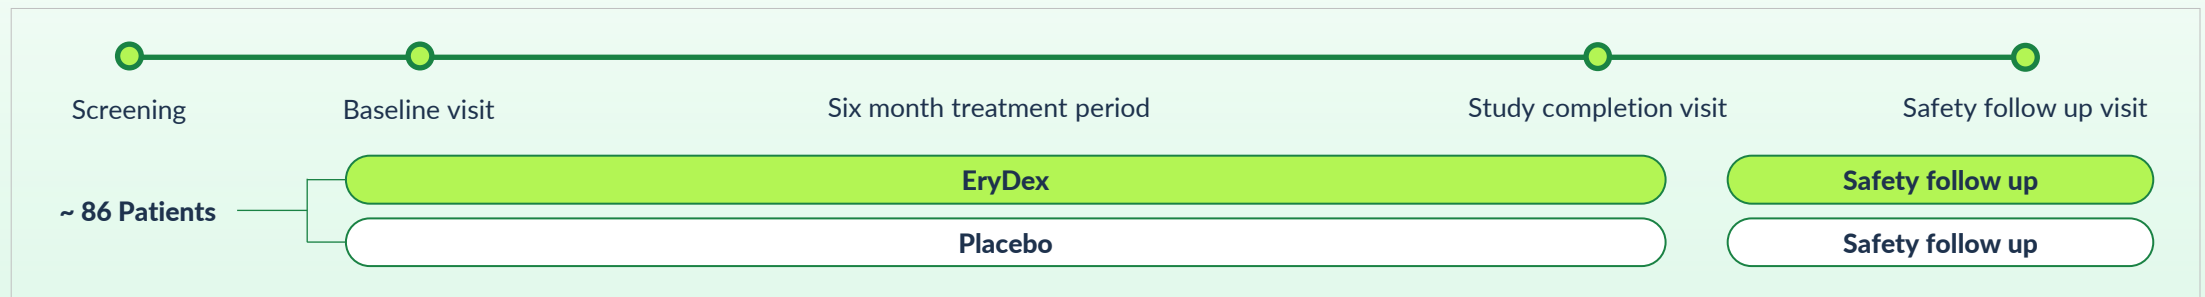 Screening
Baseline visit
Six month treatment period
Study completion visit
Safety follow up visit
~ 86 Patients
EryDex
Safety follow up
Placebo
Safety follow up